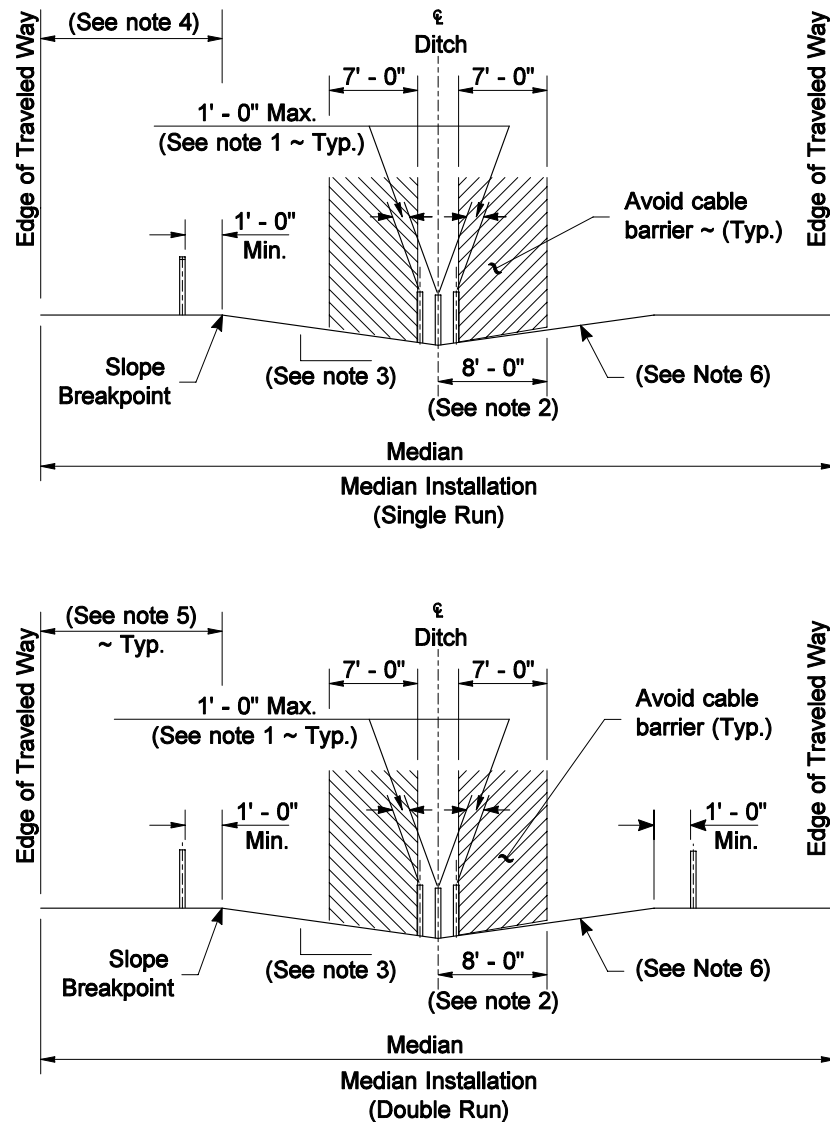 (See note 4)
℄
Ditch
7' - 0"
7' - 0"
1' - 0" Max.
(See note 1 ~ Typ.)
Edge of Traveled Way
Edge of Traveled Way
1' - 0"
Min.
Avoid cable
barrier ~ (Typ.)
Slope
Breakpoint
(See note 3)
8' - 0"
(See note 2)
(See Note 6)
Median
Median Installation
(Single Run)
(See note 5)
~ Typ.
℄
Ditch
7' - 0"
7' - 0"
1' - 0" Max.
(See note 1 ~ Typ.)
Edge of Traveled Way
Edge of Traveled Way
Avoid cable
barrier (Typ.)
1' - 0"
Min.
1' - 0"
Min.
Slope
Breakpoint
(See note 3)
8' - 0"
(See note 2)
(See Note 6)
Median
Median Installation
(Double Run)